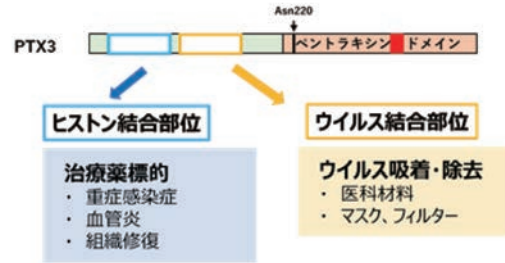 Asn220
PTX3
ペントラキシン ドメイン
ヒストン結合部位
ウイルス結合部位
治療薬標的
・ 重症感染症
・ 血管炎
・ 組織修復
ウイルス吸着・除去
・ 医科材料
・ マスク、フィルター